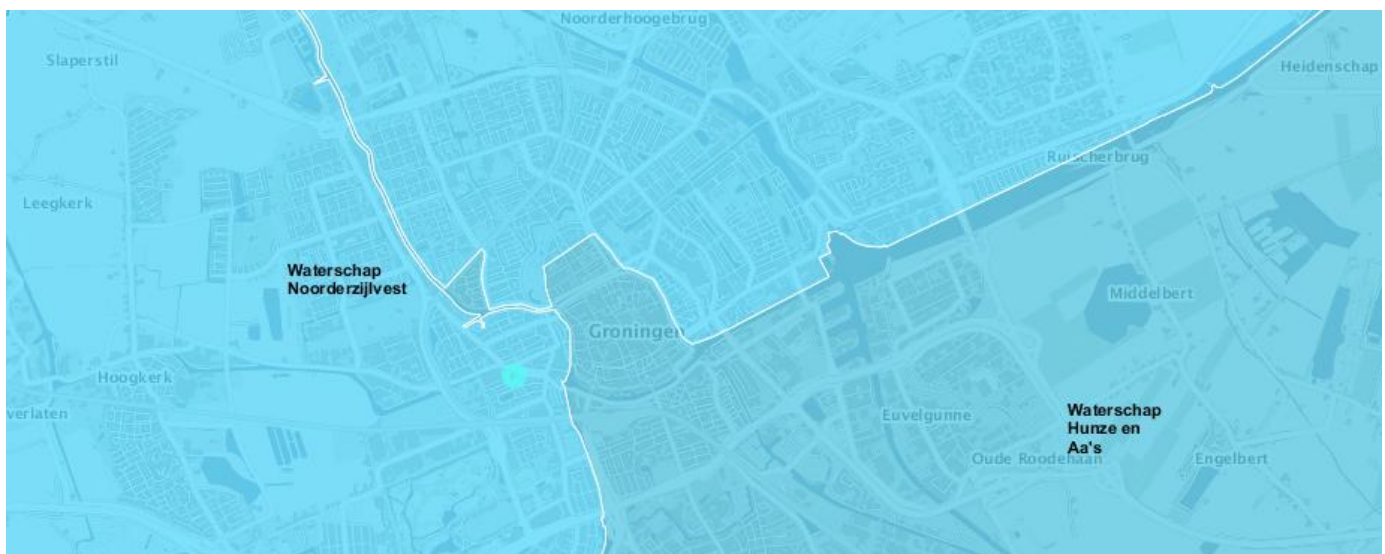 Noorderhoogebrug
Slaperstil
Heidenschap
Ruischerbrug
Leegkerk
Waterschap
Noorderzijlvest
Middelbert
Groningen
Hoogkerk
verlaten
Euvelgunne
Waterschap
Hunze en
Aa's
Oude Roodehaan
Engelbert